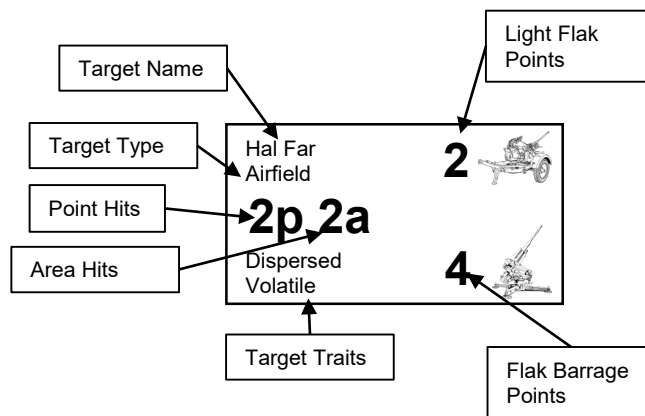 Light Flak
Points
Target Name
Target Type
Hal Far
Airfield
2
Point Hits
2p 2a
Area Hits
Dispersed
Volatile
4
Target Traits
Flak Barrage
Points